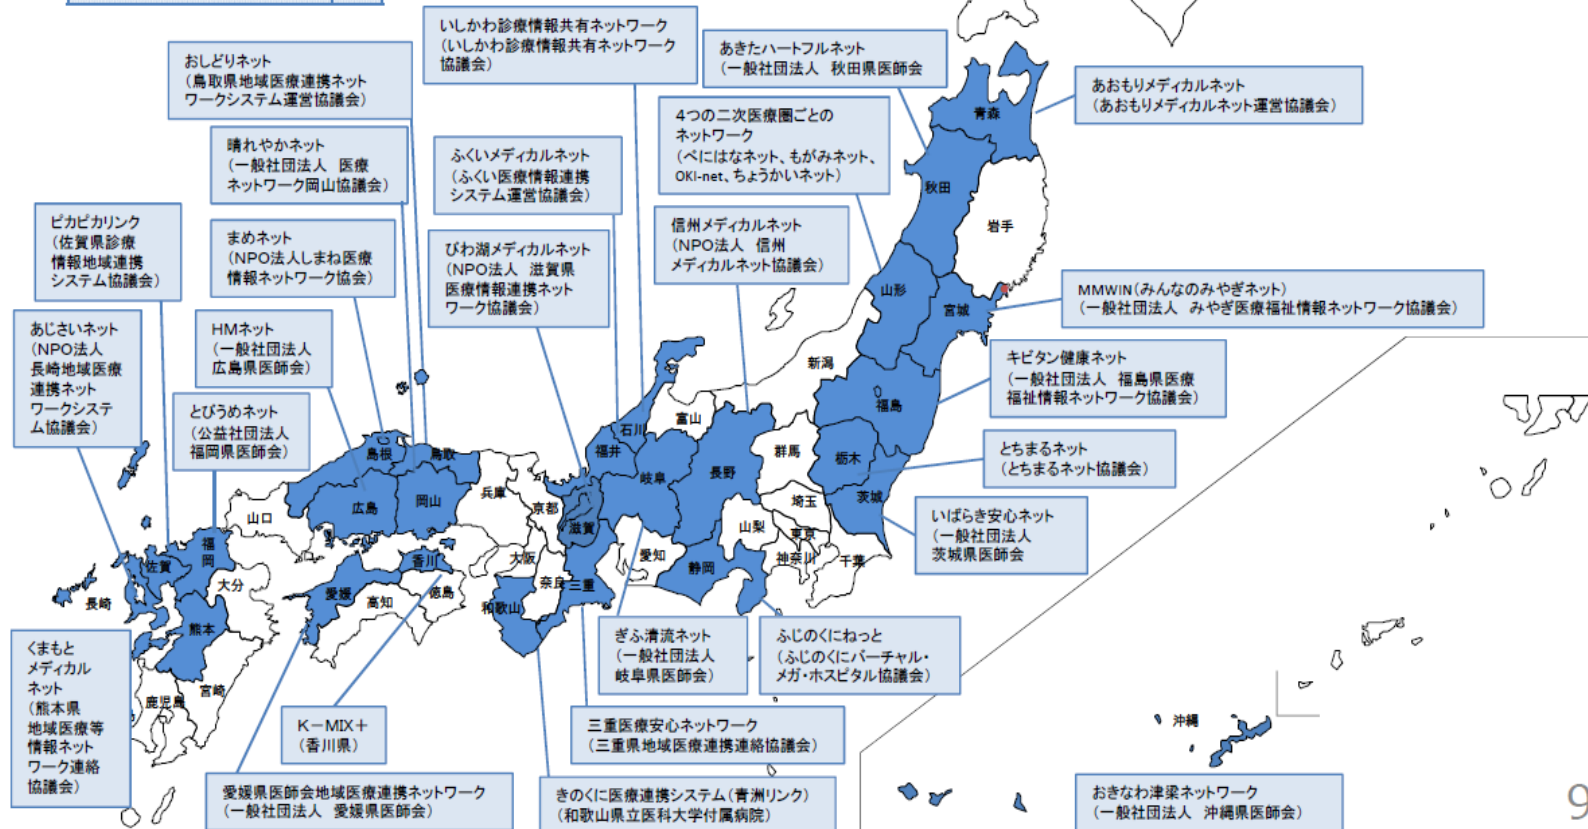 いしかわ診療情報共有ネットワーク
(いしかわ診療情報共有ネットワーク
協議会)
おしどりネット
(鳥取県地域医療連携ネット
ワークシステム運営協議会)
あきたハートフルネット
(一般社団法人 秋田県医師会
あおもりメディカルネット
(あおもりメディカルネット運営協議会)
4つの二次医療圏ごとの
ネットワーク
(べにはなネット、もがみネット、
OKI-net、ちょうかいネット)
晴れやかネット
(一般社団法人 医療
ネットワーク岡山協議会)
ふくいメディカルネット
(ふくい医療情報連携
システム運営協議会)
ピカピカリンク
(佐賀県診療
情報地域連携
システム協議会)
まめネット
(NPO法人しまね医療
情報ネットワーク協会)
びわ湖メディカルネット
(NPO法人 滋賀県
医療情報連携ネット
ワーク協議会)
信州メディカルネット
(NPO法人 信州
メディカルネット協議会)
MMWIN(みんなのみやぎネット)
(一般社団法人 みやぎ医療福祉情報ネットワーク協議会)
あじさいネット
(NPO法人
長崎地域医療
連携ネット
ワークシステ
ム協議会)
HMネット
(一般社団法人
広島県医師会)
キビタン健康ネット
(一般社団法人 福島県医療
福祉情報ネットワーク協議会)
とびうめネット
(公益社団法人
福岡県医師会)
とちまるネット
(とちまるネット協議会)
いばらき安心ネット
(一般社団法人
茨城県医師会
青森
秋田
岩手
山形
宮城
新潟
福島
富山
石川
群馬
栃木
福井
岐阜
長野
茨城
島根
鳥取
兵庫
京都
滋賀
埼玉
山梨
東京
広島
岡山
山口
福岡
佐賀
大分
長崎
熊本
宮崎
鹿児島
香川
愛媛
高知
徳島
大阪
奈良
三重
和歌山
愛知
静岡
神奈川
千葉
沖縄
くまもと
メディカル
ネット
(熊本県
地域医療等
情報ネット
ワーク連絡
協議会)
ぎふ清流ネット
(一般社団法人
岐阜県医師会)
ふじのくにねっと
(ふじのくにバーチャル・
メガ・ホスピタル協議会)
K-MIX+
(香川県)
三重医療安心ネットワーク
(三重県地域医療連携連絡協議会)
愛媛県医師会地域医療連携ネットワーク
(一般社団法人 愛媛県医師会)
きのくに医療連携システム(青洲リンク)
(和歌山県立医科大学付属病院)
おきなわ津梁ネットワーク
(一般社団法人 沖縄県医師会)
9